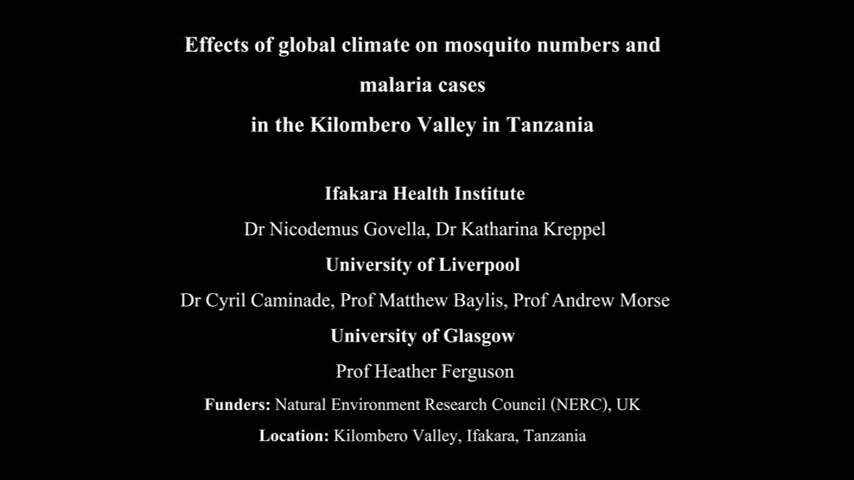 Effects of global climate on mosquito numbers and
malaria cases
in the Kilombero Valley in Tanzania
Ifakara Health Institute
Dr Nicodemus Govella, Dr Katharina Kreppel
University of Liverpool
Dr Cyril Caminade, Prof Matthew Baylis, Prof Andrew Morse
University of Glasgow
Prof Heather Ferguson
Funders: Natural Environment Research Council (NERC), UK
Location: Kilombero Valley, Ifakara, Tanzania